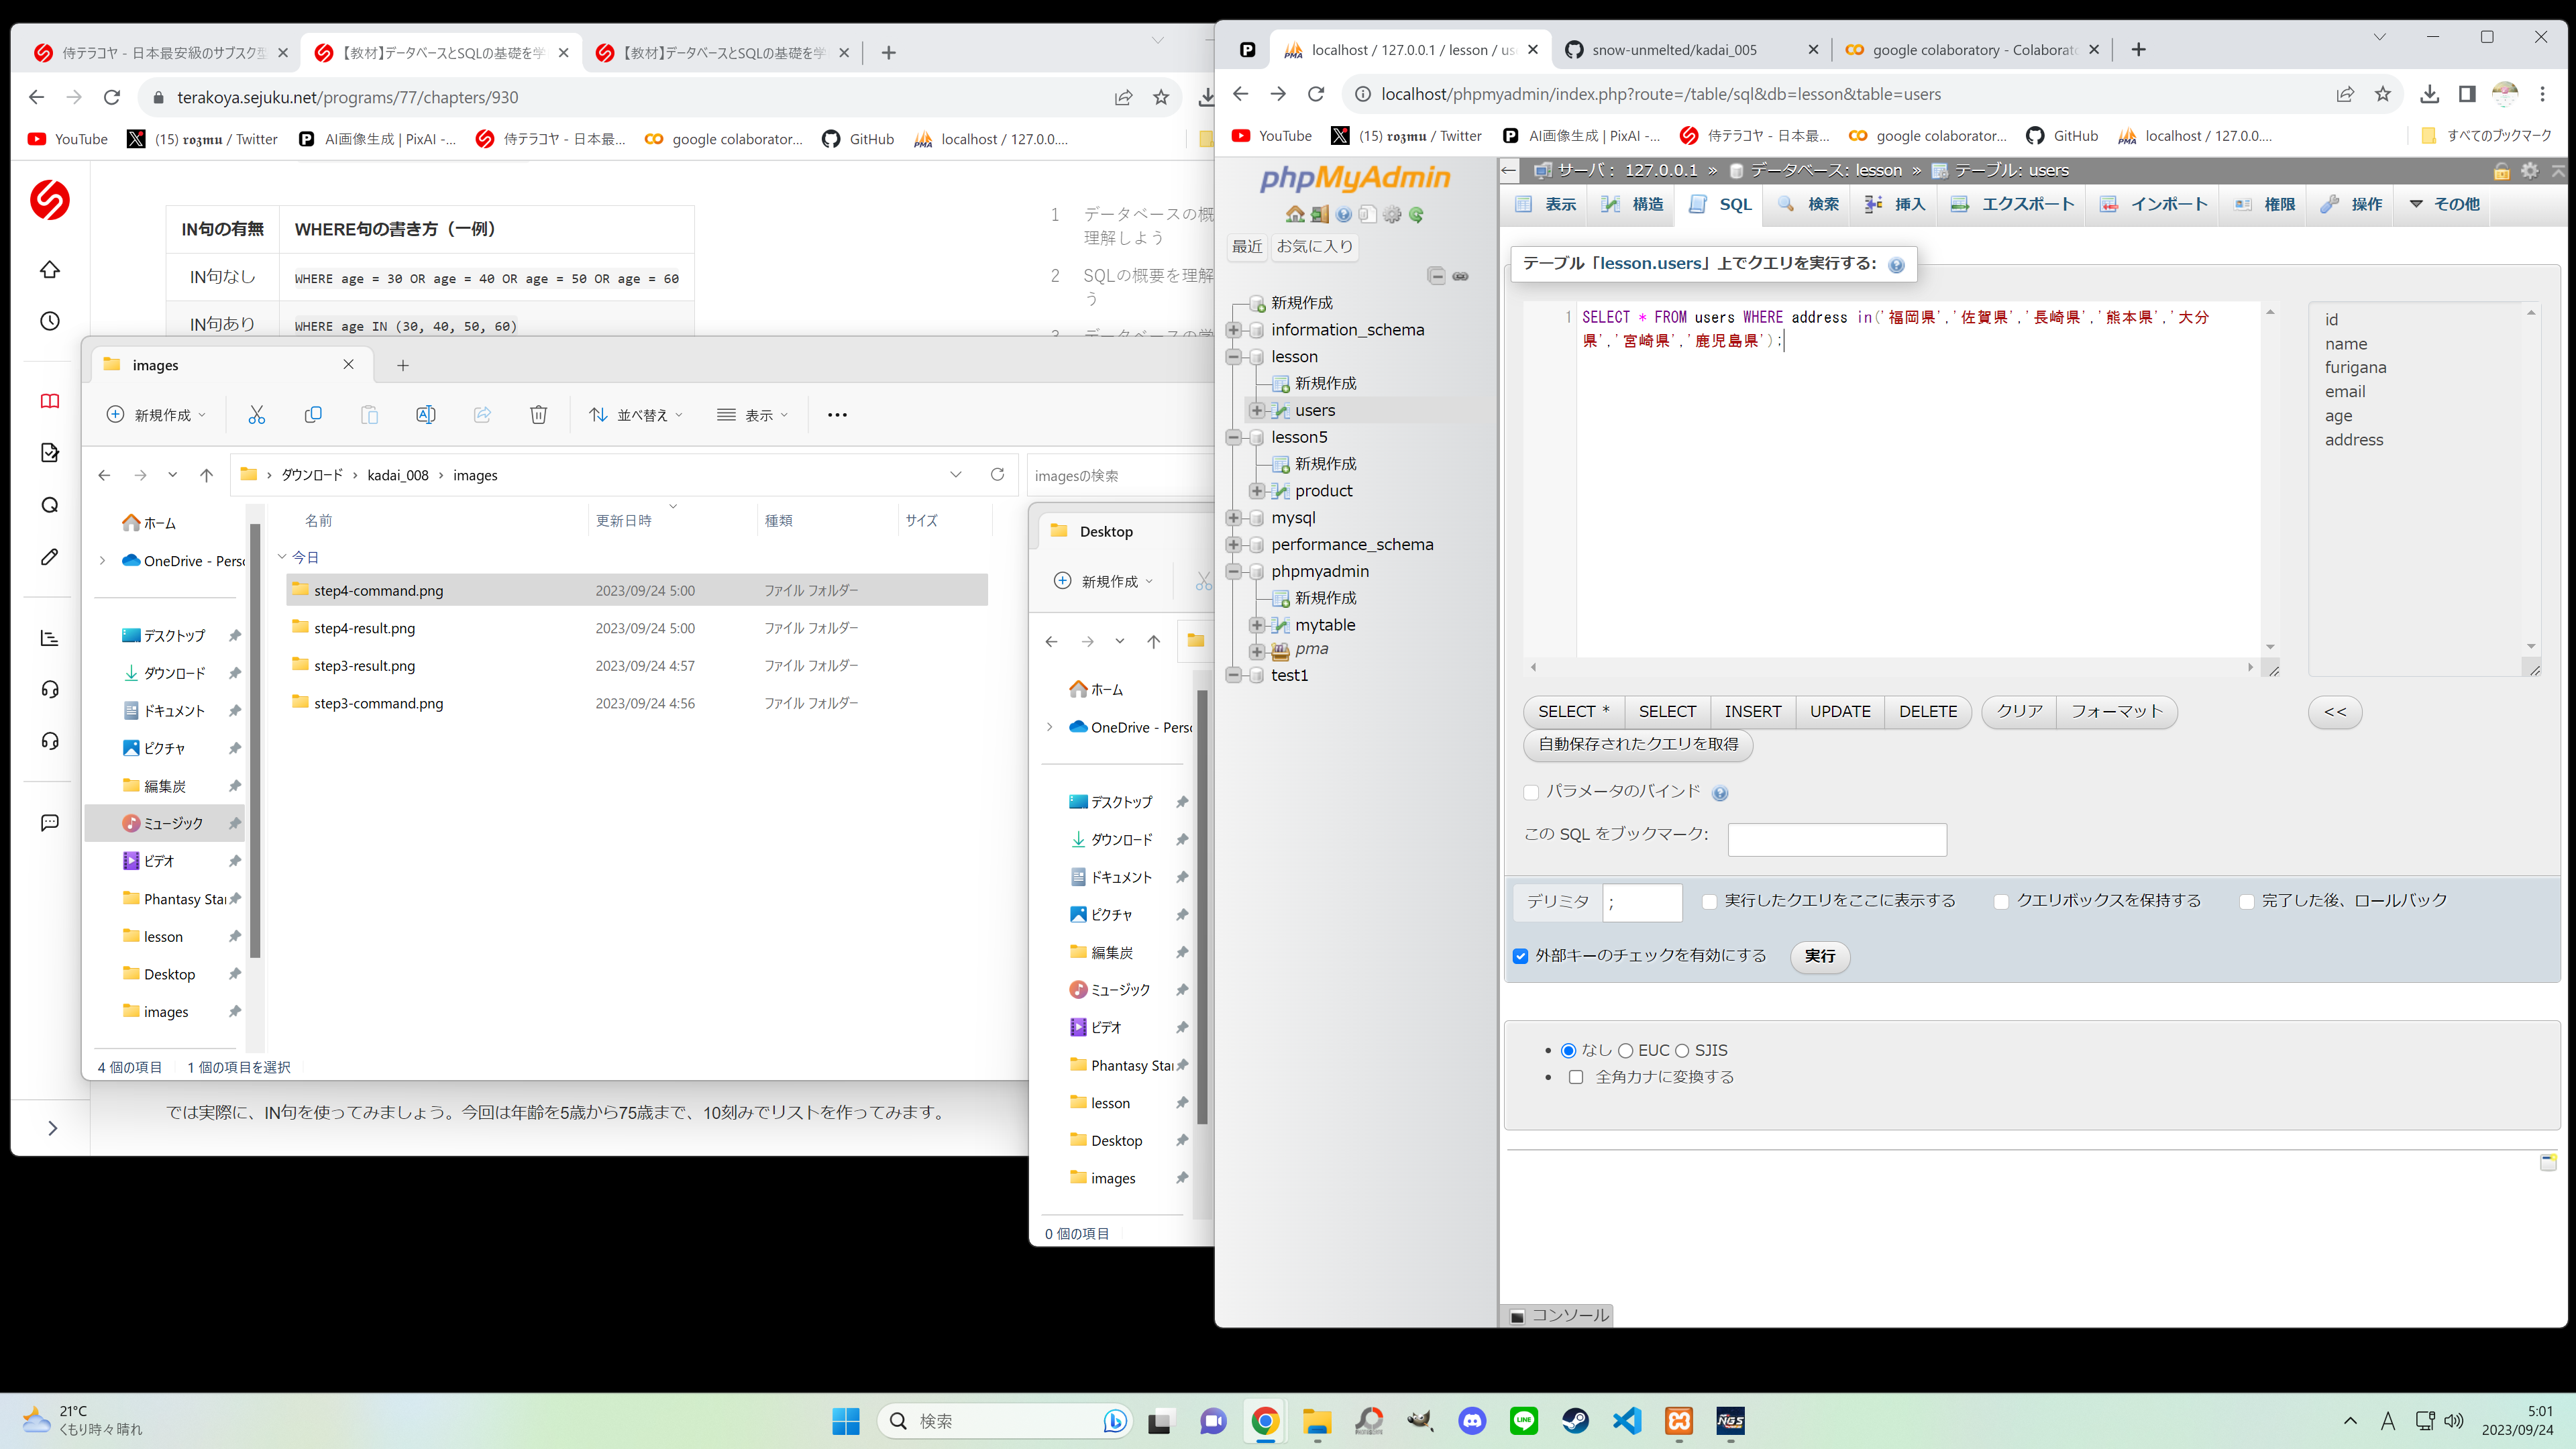 侍テラコヤ - 日本最安級のサブスク型
【教材】データベースとSQLの基礎を学
【教材】データベースとSQLの基礎を学
terakoya.sejuku.net/programs/77/chapters/930
YouTube
(15) 𝖗𝖔𝖟𝖒𝖚 / Twitter
AI画像生成 | PixAI -...
侍テラコヤ - 日本最...
google colaborator...
GitHub
localhost / 127.0.0....
IN句の有無 WHERE句の書き方（一例）
IN句なし WHERE age = 30 OR age = 40 OR age = 50 OR age = 60
IN句あり WHERE age IN (30, 40, 50, 60)
1 データベースの概
理解しよう
2 SQLの概要を理解
う
images
新規作成
並べ替え
表示
ダウンロード > kadai_008 > images
imagesの検索
名前 更新日時 種類 サイズ
今日
step4-command.png 2023/09/24 5:00 ファイル フォルダー
step4-result.png 2023/09/24 5:00 ファイル フォルダー
step3-result.png 2023/09/24 4:57 ファイル フォルダー
step3-command.png 2023/09/24 4:56 ファイル フォルダー
ホーム
OneDrive - Perso
デスクトップ
ダウンロード
ドキュメント
ピクチャ
編集炭
ミュージック
ビデオ
Phantasy Star
lesson
Desktop
images
4 個の項目 1 個の項目を選択
では実際に、IN句を使ってみましょう。今回は年齢を5歳から75歳まで、10刻みでリストを作ってみます。
Desktop
新規作成
ホーム
OneDrive - Perso
デスクトップ
ダウンロード
ドキュメント
ピクチャ
編集炭
ミュージック
ビデオ
Phantasy Star
lesson
Desktop
images
0 個の項目
localhost / 127.0.0.1 / lesson / us
snow-unmelted/kadai_005
google colaboratory - Colaborato
localhost/phpmyadmin/index.php?route=/table/sql&db=lesson&table=users
YouTube
(15) 𝖗𝖔𝖟𝖒𝖚 / Twitter
AI画像生成 | PixAI -...
侍テラコヤ - 日本最...
google colaborator...
GitHub
localhost / 127.0.0....
すべてのブックマーク
phpMyAdmin
最近 お気に入り
新規作成
information_schema
lesson
新規作成
users
lesson5
新規作成
product
mysql
performance_schema
phpmyadmin
新規作成
mytable
pma
test1
サーバ： 127.0.0.1 » データベース: lesson » テーブル: users
表示 構造 SQL 検索 挿入 エクスポート インポート 権限 操作 その他
テーブル「lesson.users」上でクエリを実行する:
1 SELECT * FROM users WHERE address in('福岡県','佐賀県','長崎県','熊本県','大分
県','宮崎県','鹿児島県');
id
name
furigana
email
age
address
SELECT * SELECT INSERT UPDATE DELETE クリア フォーマット <<
自動保存されたクエリを取得
パラメータのバインド
この SQL をブックマーク:
デリミタ ; 実行したクエリをここに表示する クエリボックスを保持する 完了した後、ロールバック
外部キーのチェックを有効にする 実行
なし EUC SJIS
全角カナに変換する
コンソール
21°C
くもり時々晴れ
検索
NGS
LINE
A
5:01
2023/09/24